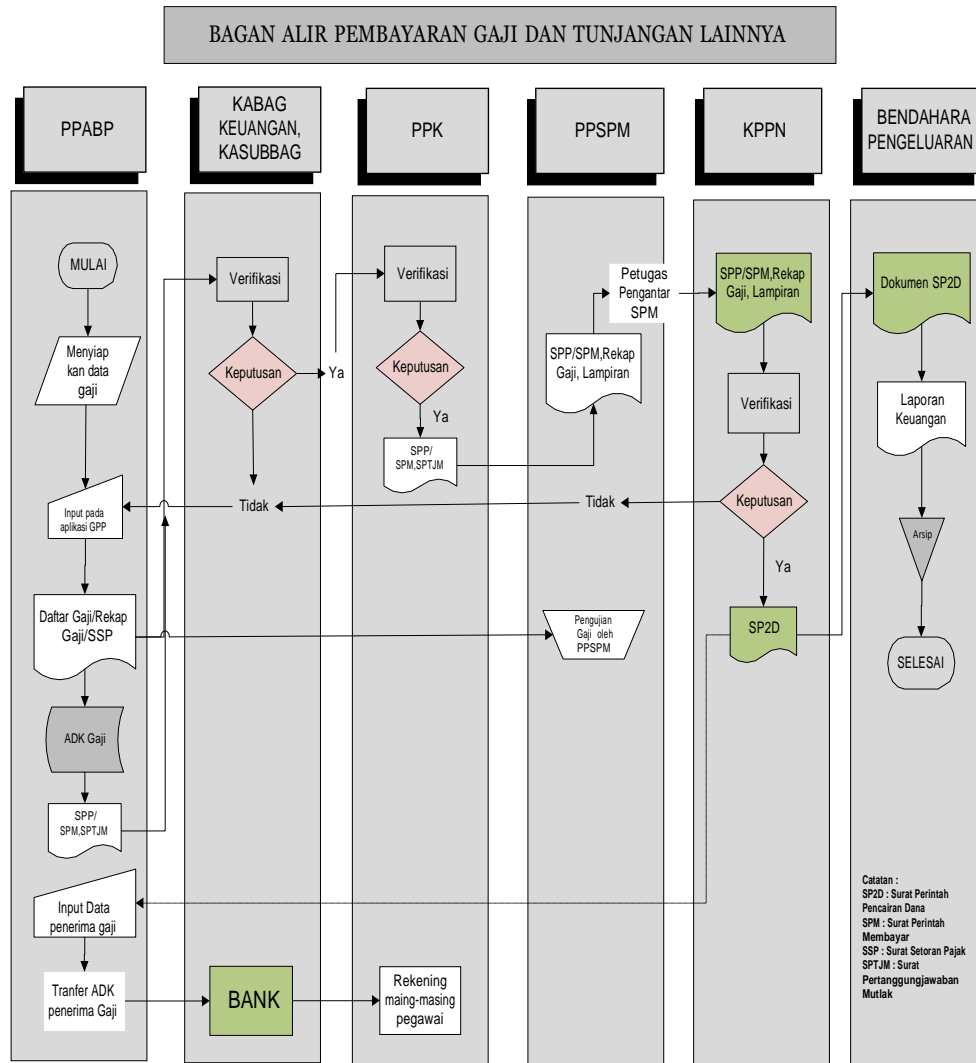 BAGAN ALIR PEMBAYARAN GAJI DAN TUNJANGAN LAINNYA
PPABP
KABAG
KEUANGAN,
KASUBBAG
PPK
PPSPM
KPPN
BENDAHARA
PENGELUARAN
MULAI
Menyiap
kan data
gaji
Input pada
aplikasi GPP
Daftar Gaji/Rekap
Gaji/SSP
ADK Gaji
SPP/
SPM,SPTJM
Input Data
penerima gaji
Tranfer ADK
penerima Gaji
Verifikasi
Keputusan
Ya
Tidak
BANK
Verifikasi
Keputusan
Ya
SPP/
SPM,SPTJM
Rekening
maing-masing
pegawai
Petugas
Pengantar
SPM
SPP/SPM,Rekap
Gaji, Lampiran
Tidak
Pengujian
Gaji oleh
PPSPM
SPP/SPM,Rekap
Gaji, Lampiran
Verifikasi
Keputusan
Ya
SP2D
Dokumen SP2D
Laporan
Keuangan
Arsip
SELESAI
Catatan :
SP2D : Surat Perintah
Pencairan Dana
SPM : Surat Perintah
Membayar
SSP : Surat Setoran Pajak
SPTJM : Surat
Pertanggungjawaban
Mutlak